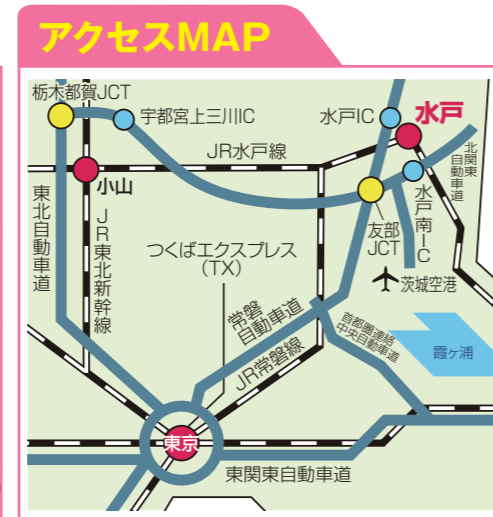 アクセスMAP
栃木都賀JCT
宇都宮上三川IC
水戸IC
水戸
北関東
自動車道
JR水戸線
小山
水戸南IC
友部
JCT
東北自動車道
JR東北新幹線
つくばエクスプレス
(TX)
茨城空港
常磐
自動車道
JR常磐線
首都圏連絡
中央自動車道
霞ヶ浦
東京
東関東自動車道